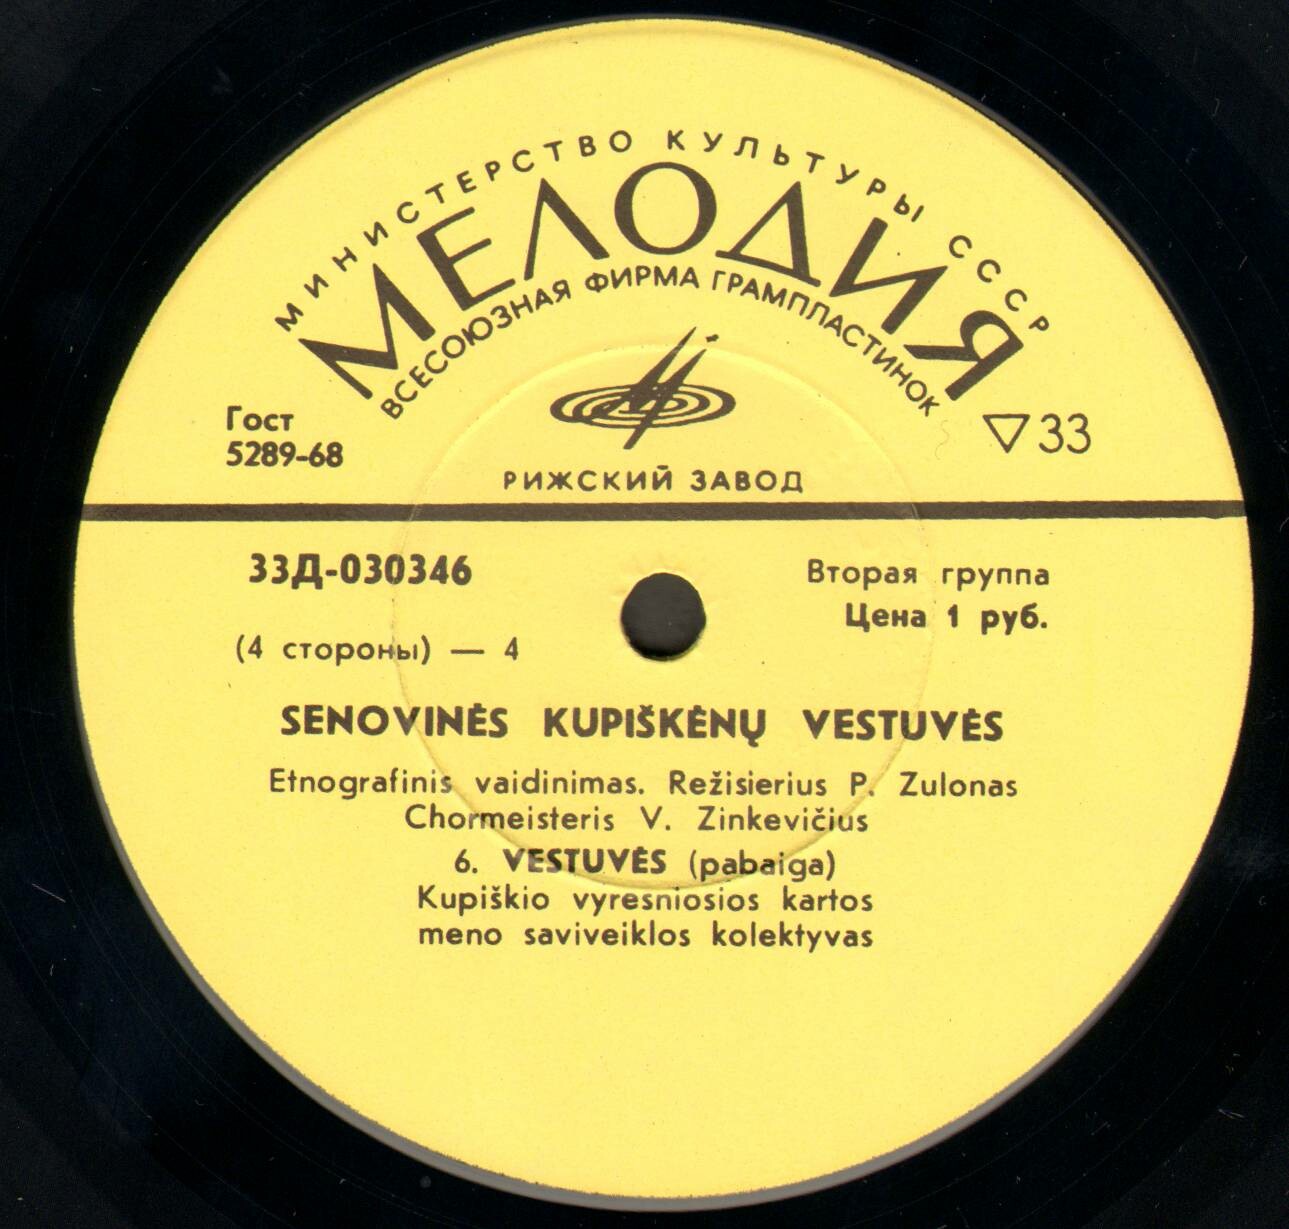 МИНИСТЕРСТВО КУЛЬТУРЫ СССР
МЕЛОДИЯ
ВСЕСОЮЗНАЯ ФИРМА ГРАМПЛАСТИНОК
Гост
5289-68
▽33
РИЖСКИЙ ЗАВОД
33Д-030346
Вторая группа
Цена 1 руб.
(4 стороны) — 4
SENOVINĖS KUPIŠKĖNŲ VESTUVĖS
Etnografinis vaidinimas. Režisierius P. Zulonas
Chormeisteris V. Zinkevičius
6. VESTUVĖS (pabaiga)
Kupiškio vyresniosios kartos
meno saviveiklos kolektyvas